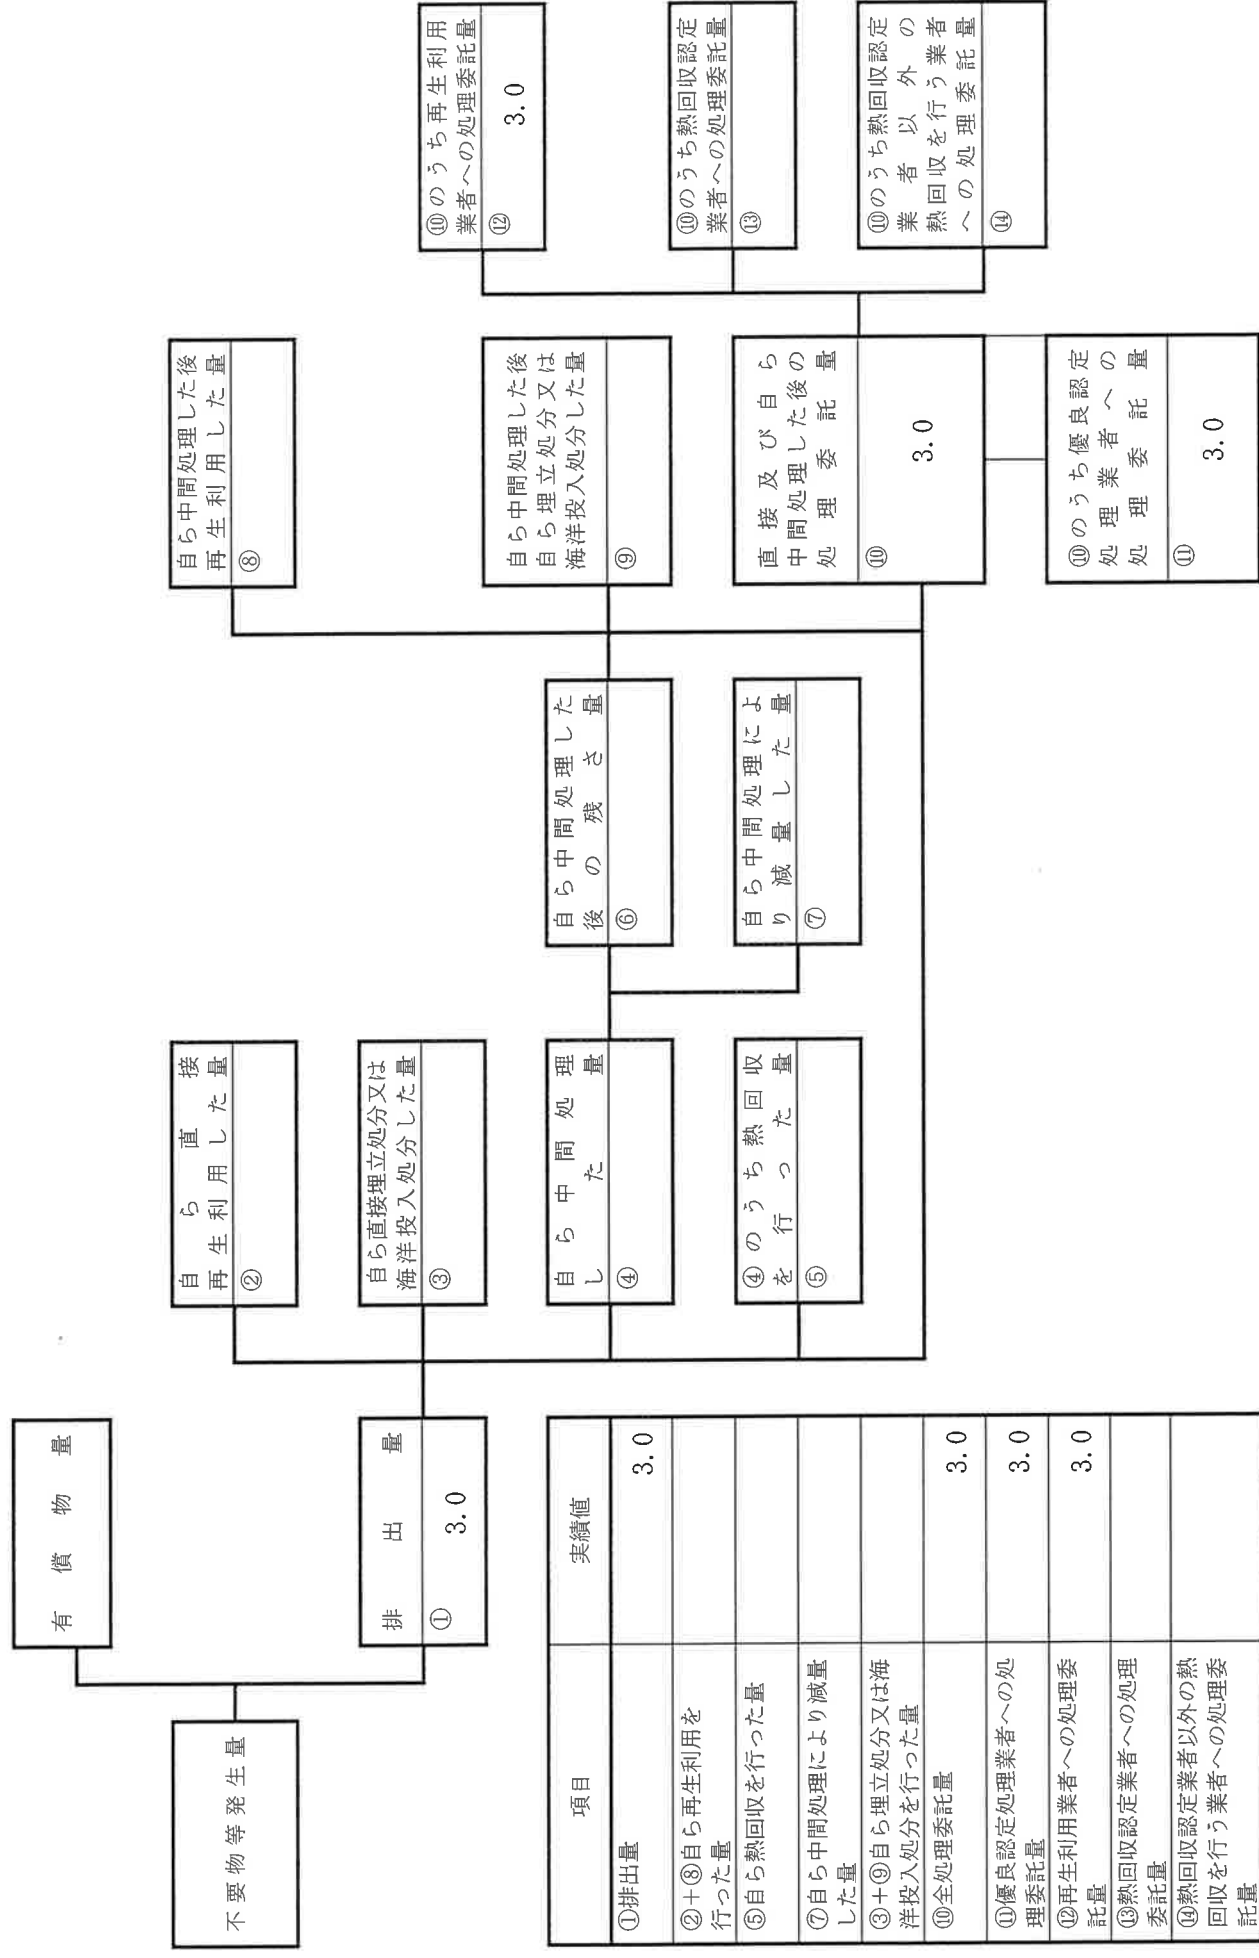 不要物等発生量
有償物量
排出量
①
3.0
自ら直接
再生利用した量
②
自ら直接埋立処分又は
海洋投入処分した量
③
自ら中間処理
した量
④
④のうち熱回収
を行った量
⑤
自ら中間処理した
後の残さ量
⑥
自ら中間処理によ
り減量した量
⑦
自ら中間処理した後
再生利用した量
⑧
自ら中間処理した後
自ら埋立処分又は
海洋投入処分した量
⑨
直接及び自ら
中間処理した後の
処理委託量
⑩
3.0
⑩のうち優良認定
処理業者への
処理委託量
⑪
3.0
⑩のうち再生利用
業者への処理委託量
⑫
3.0
⑩のうち熱回収認定
業者への処理委託量
⑬
⑩のうち熱回収認定
業者以外の
熱回収を行う業者
への処理委託量
⑭
項目 実績値
①排出量 3.0
②+⑧自ら再生利用を
行った量
⑤自ら熱回収を行った量
⑦自ら中間処理により減量
した量
③+⑨自ら埋立処分又は海
洋投入処分を行った量
⑩全処理委託量 3.0
⑪優良認定処理業者への処
理委託量 3.0
⑫再生利用業者への処理委
託量 3.0
⑬熱回収認定業者への処理
委託量
⑭熱回収認定業者以外の熱
回収を行う業者への処理委
託量